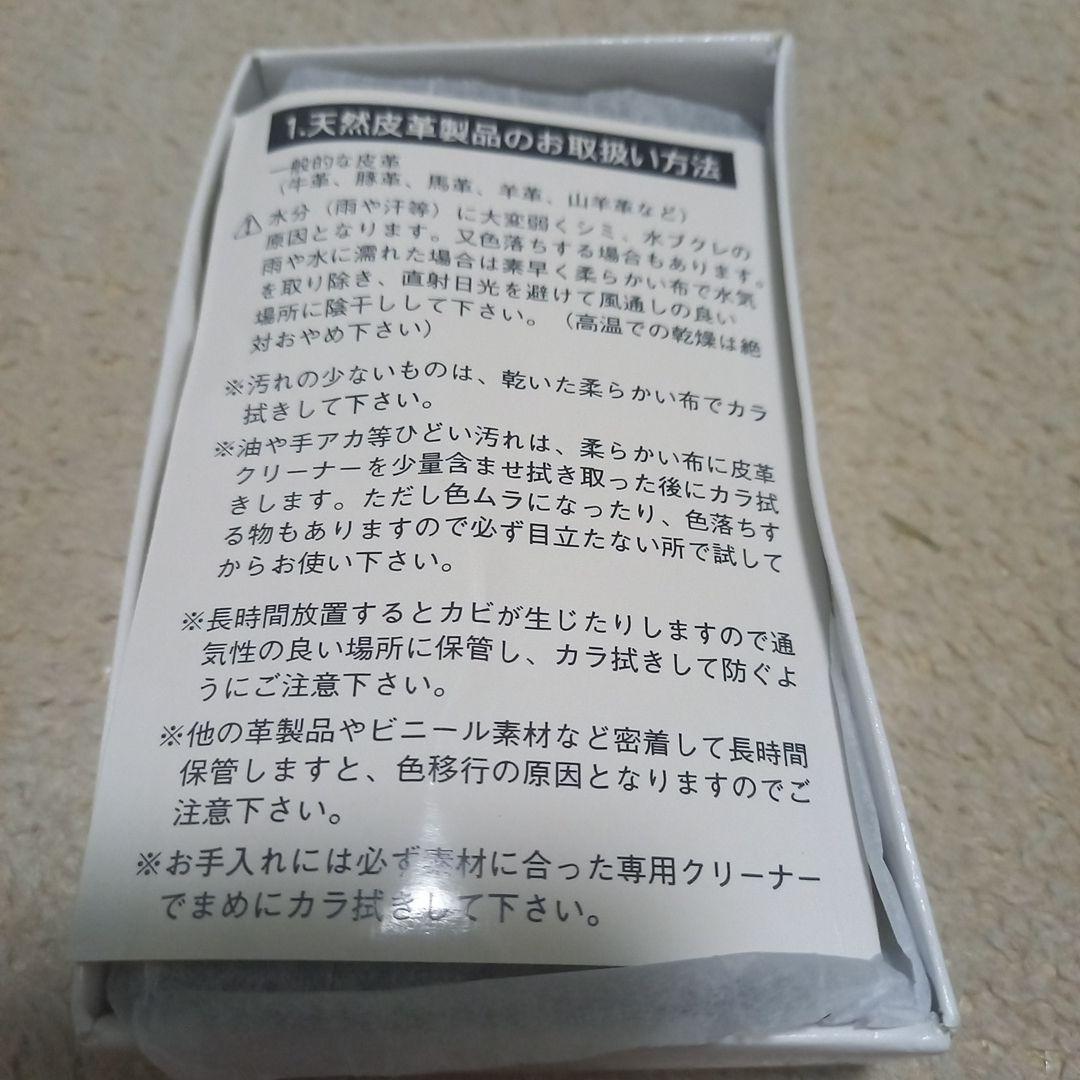 1.天然皮革製品のお取扱い方法
一般的な皮革
(牛革、豚革、馬革、羊革、山羊革など)
水分（雨や汗等）に大変弱くシミ、水ブクレの
原因となります。又色落ちする場合もあります。
雨や水に濡れた場合は素早く柔らかい布で水気
を取り除き、直射日光を避けて風通しの良い
場所に陰干しして下さい。（高温での乾燥は絶
対おやめ下さい）
※汚れの少ないものは、乾いた柔らかい布でカラ
拭きして下さい。
※油や手アカ等ひどい汚れは、柔らかい布に皮革
クリーナーを少量含ませ拭き取った後にカラ拭
きします。ただし色ムラになったり、色落ちす
る物もありますので必ず目立たない所で試して
からお使い下さい。
※長時間放置するとカビが生じたりしますので通
気性の良い場所に保管し、カラ拭きして防ぐよ
うにご注意下さい。
※他の革製品やビニール素材など密着して長時間
保管しますと、色移行の原因となりますのでご
注意下さい。
※お手入れには必ず素材に合った専用クリーナー
でまめにカラ拭きして下さい。